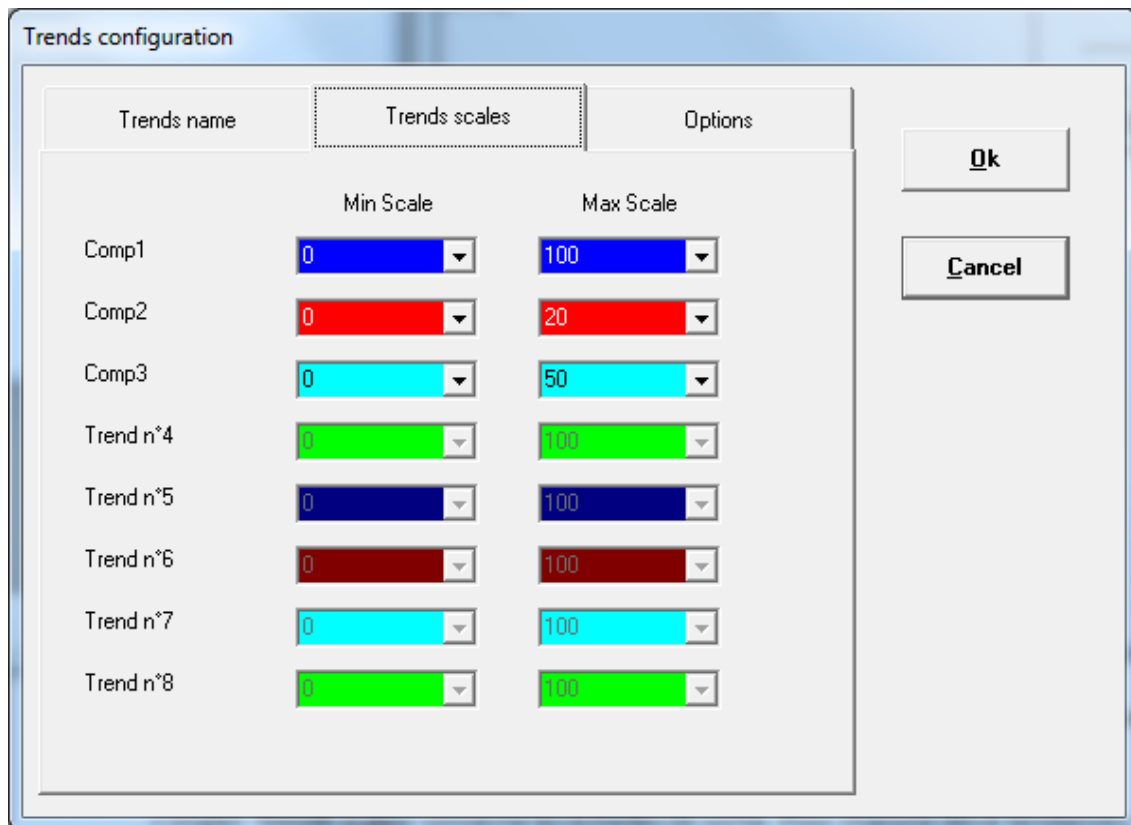 Trends configuration
Trends name Trends scales Options
Ok
Min Scale Max Scale
Comp1 0 100
Cancel
Comp2 0 20
Comp3 0 50
Trend n°4 0 100
Trend n°5 0 100
Trend n°6 0 100
Trend n°7 0 100
Trend n°8 0 100